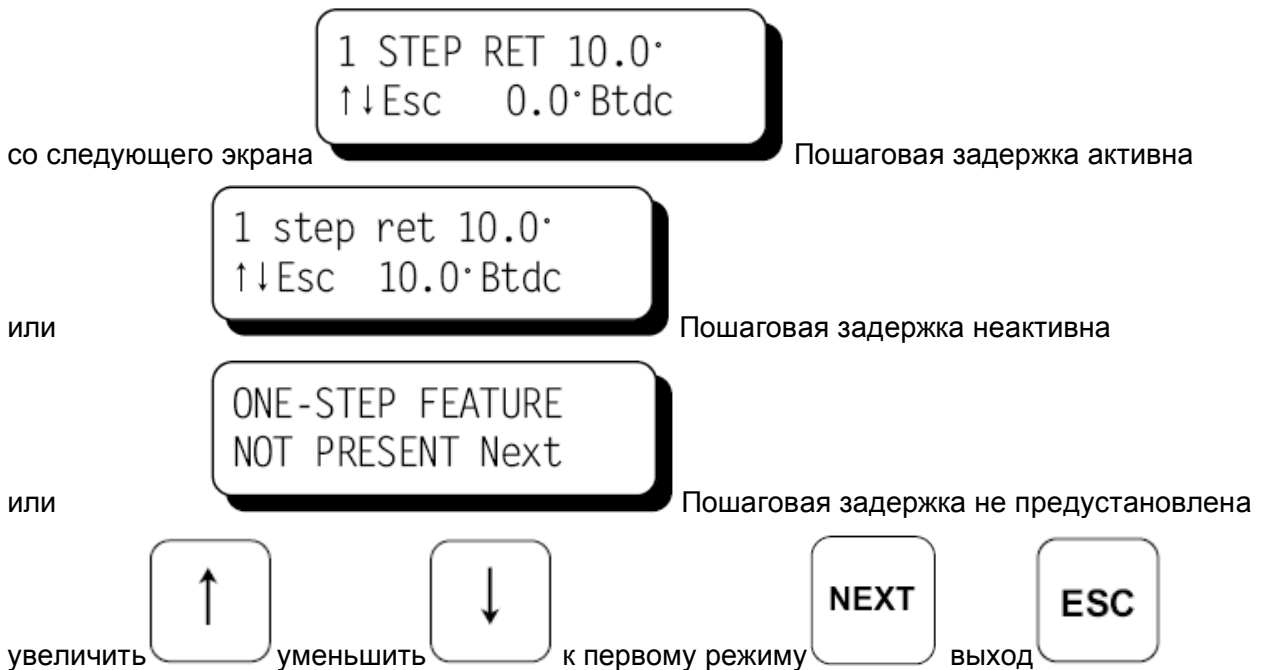 1 STEP RET 10.0°
↑↓Esc 0.0°Btdc
со следующего экрана Пошаговая задержка активна
1 step ret 10.0°
↑↓Esc 10.0°Btdc
или Пошаговая задержка неактивна
ONE-STEP FEATURE
NOT PRESENT Next
или Пошаговая задержка не предустановлена
↑ ↓ NEXT ESC
увеличить уменьшить к первому режиму выход